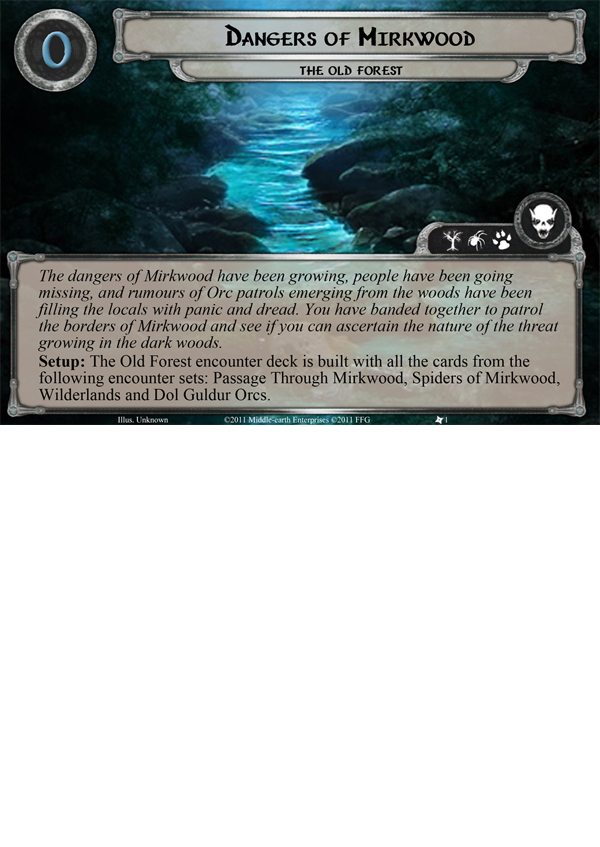 0
Dangers of Mirkwood
The Old Forest
The dangers of Mirkwood have been growing, people have been going
missing, and rumours of Orc patrols emerging from the woods have been
filling the locals with panic and dread. You have banded together to patrol
the borders of Mirkwood and see if you can ascertain the nature of the threat
growing in the dark woods.
Setup: The Old Forest encounter deck is built with all the cards from the
following encounter sets: Passage Through Mirkwood, Spiders of Mirkwood,
Wilderlands and Dol Guldur Orcs.
Illus. Unknown ©2011 Middle-earth Enterprises ©2011 FFG 1